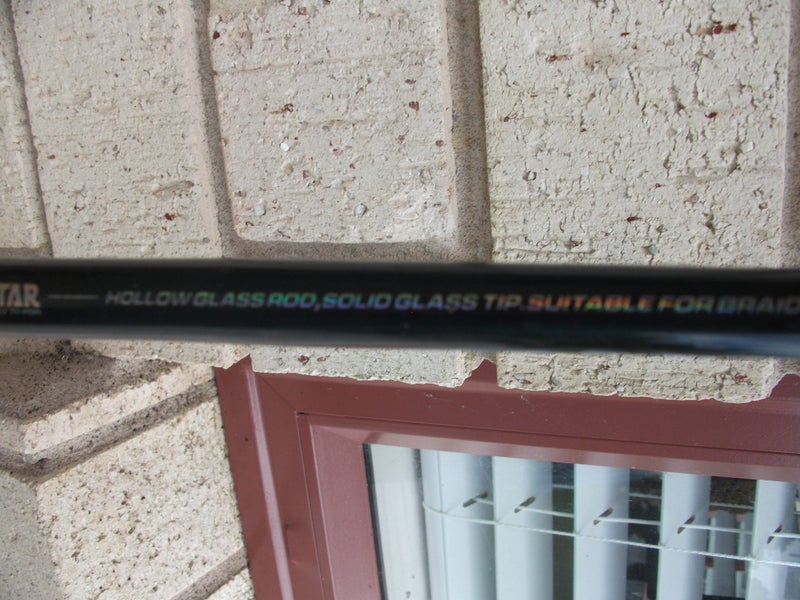 TAR HOLLOW GLASS ROD,SOLID GLASS TIP.SUITABLE FOR BRAID